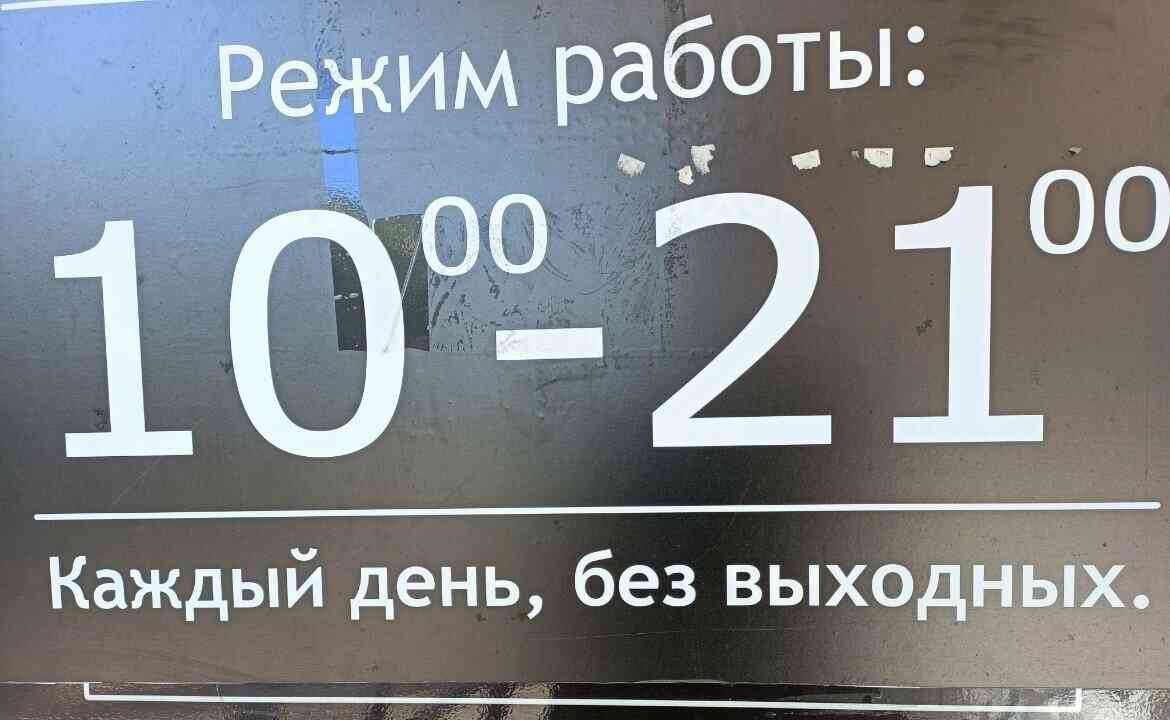 Режим работы:
10⁰⁰-21⁰⁰
Каждый день, без выходных.